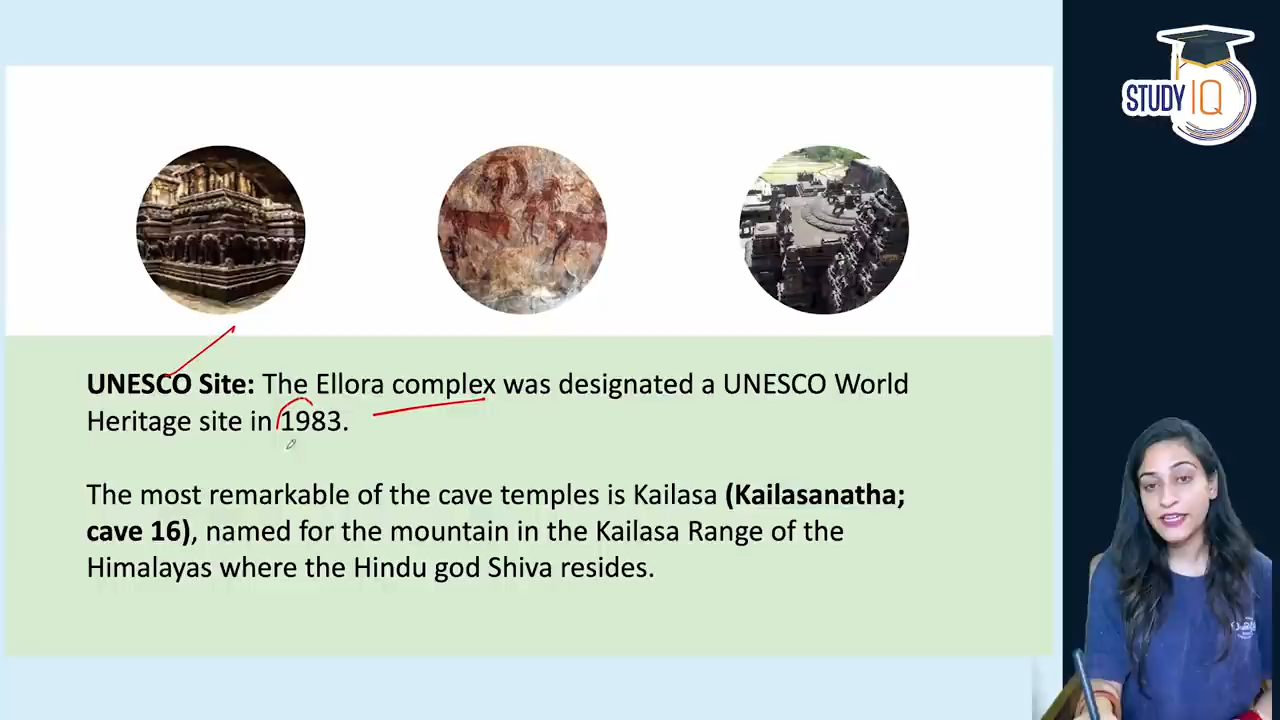 STUDY IQ
UNESCO Site: The Ellora complex was designated a UNESCO World
Heritage site in 1983.
The most remarkable of the cave temples is Kailasa (Kailasanatha;
cave 16), named for the mountain in the Kailasa Range of the
Himalayas where the Hindu god Shiva resides.